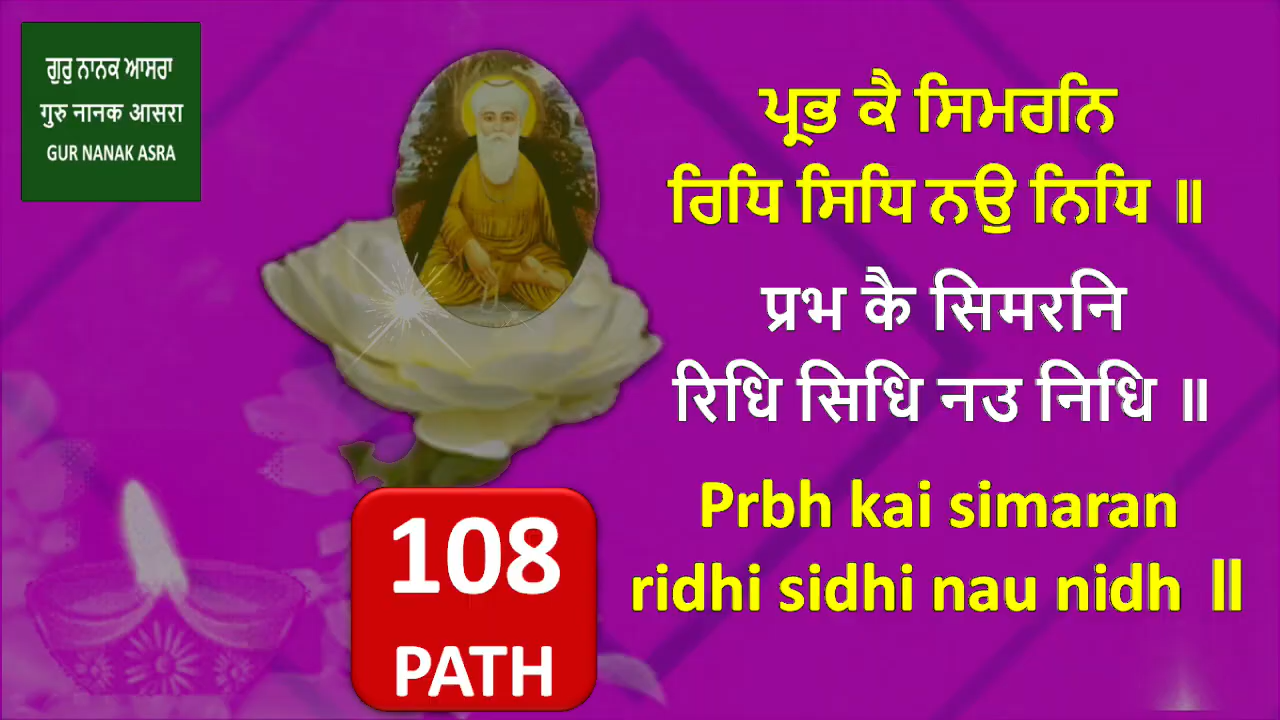 ਗੁਰੁ ਨਾਨਕ ਆਸਰਾ
गुरु नानक आसरा
GUR NANAK ASRA
ਪ੍ਰਭ ਕੈ ਸਿਮਰਨਿ
ਰਿਧਿ ਸਿਧਿ ਨਉ ਨਿਧਿ ॥
प्रभ कै सिमरनि
रिधि सिधि नउ निधि ॥
Prbh kai simaran
ridhi sidhi nau nidh ॥
108
PATH